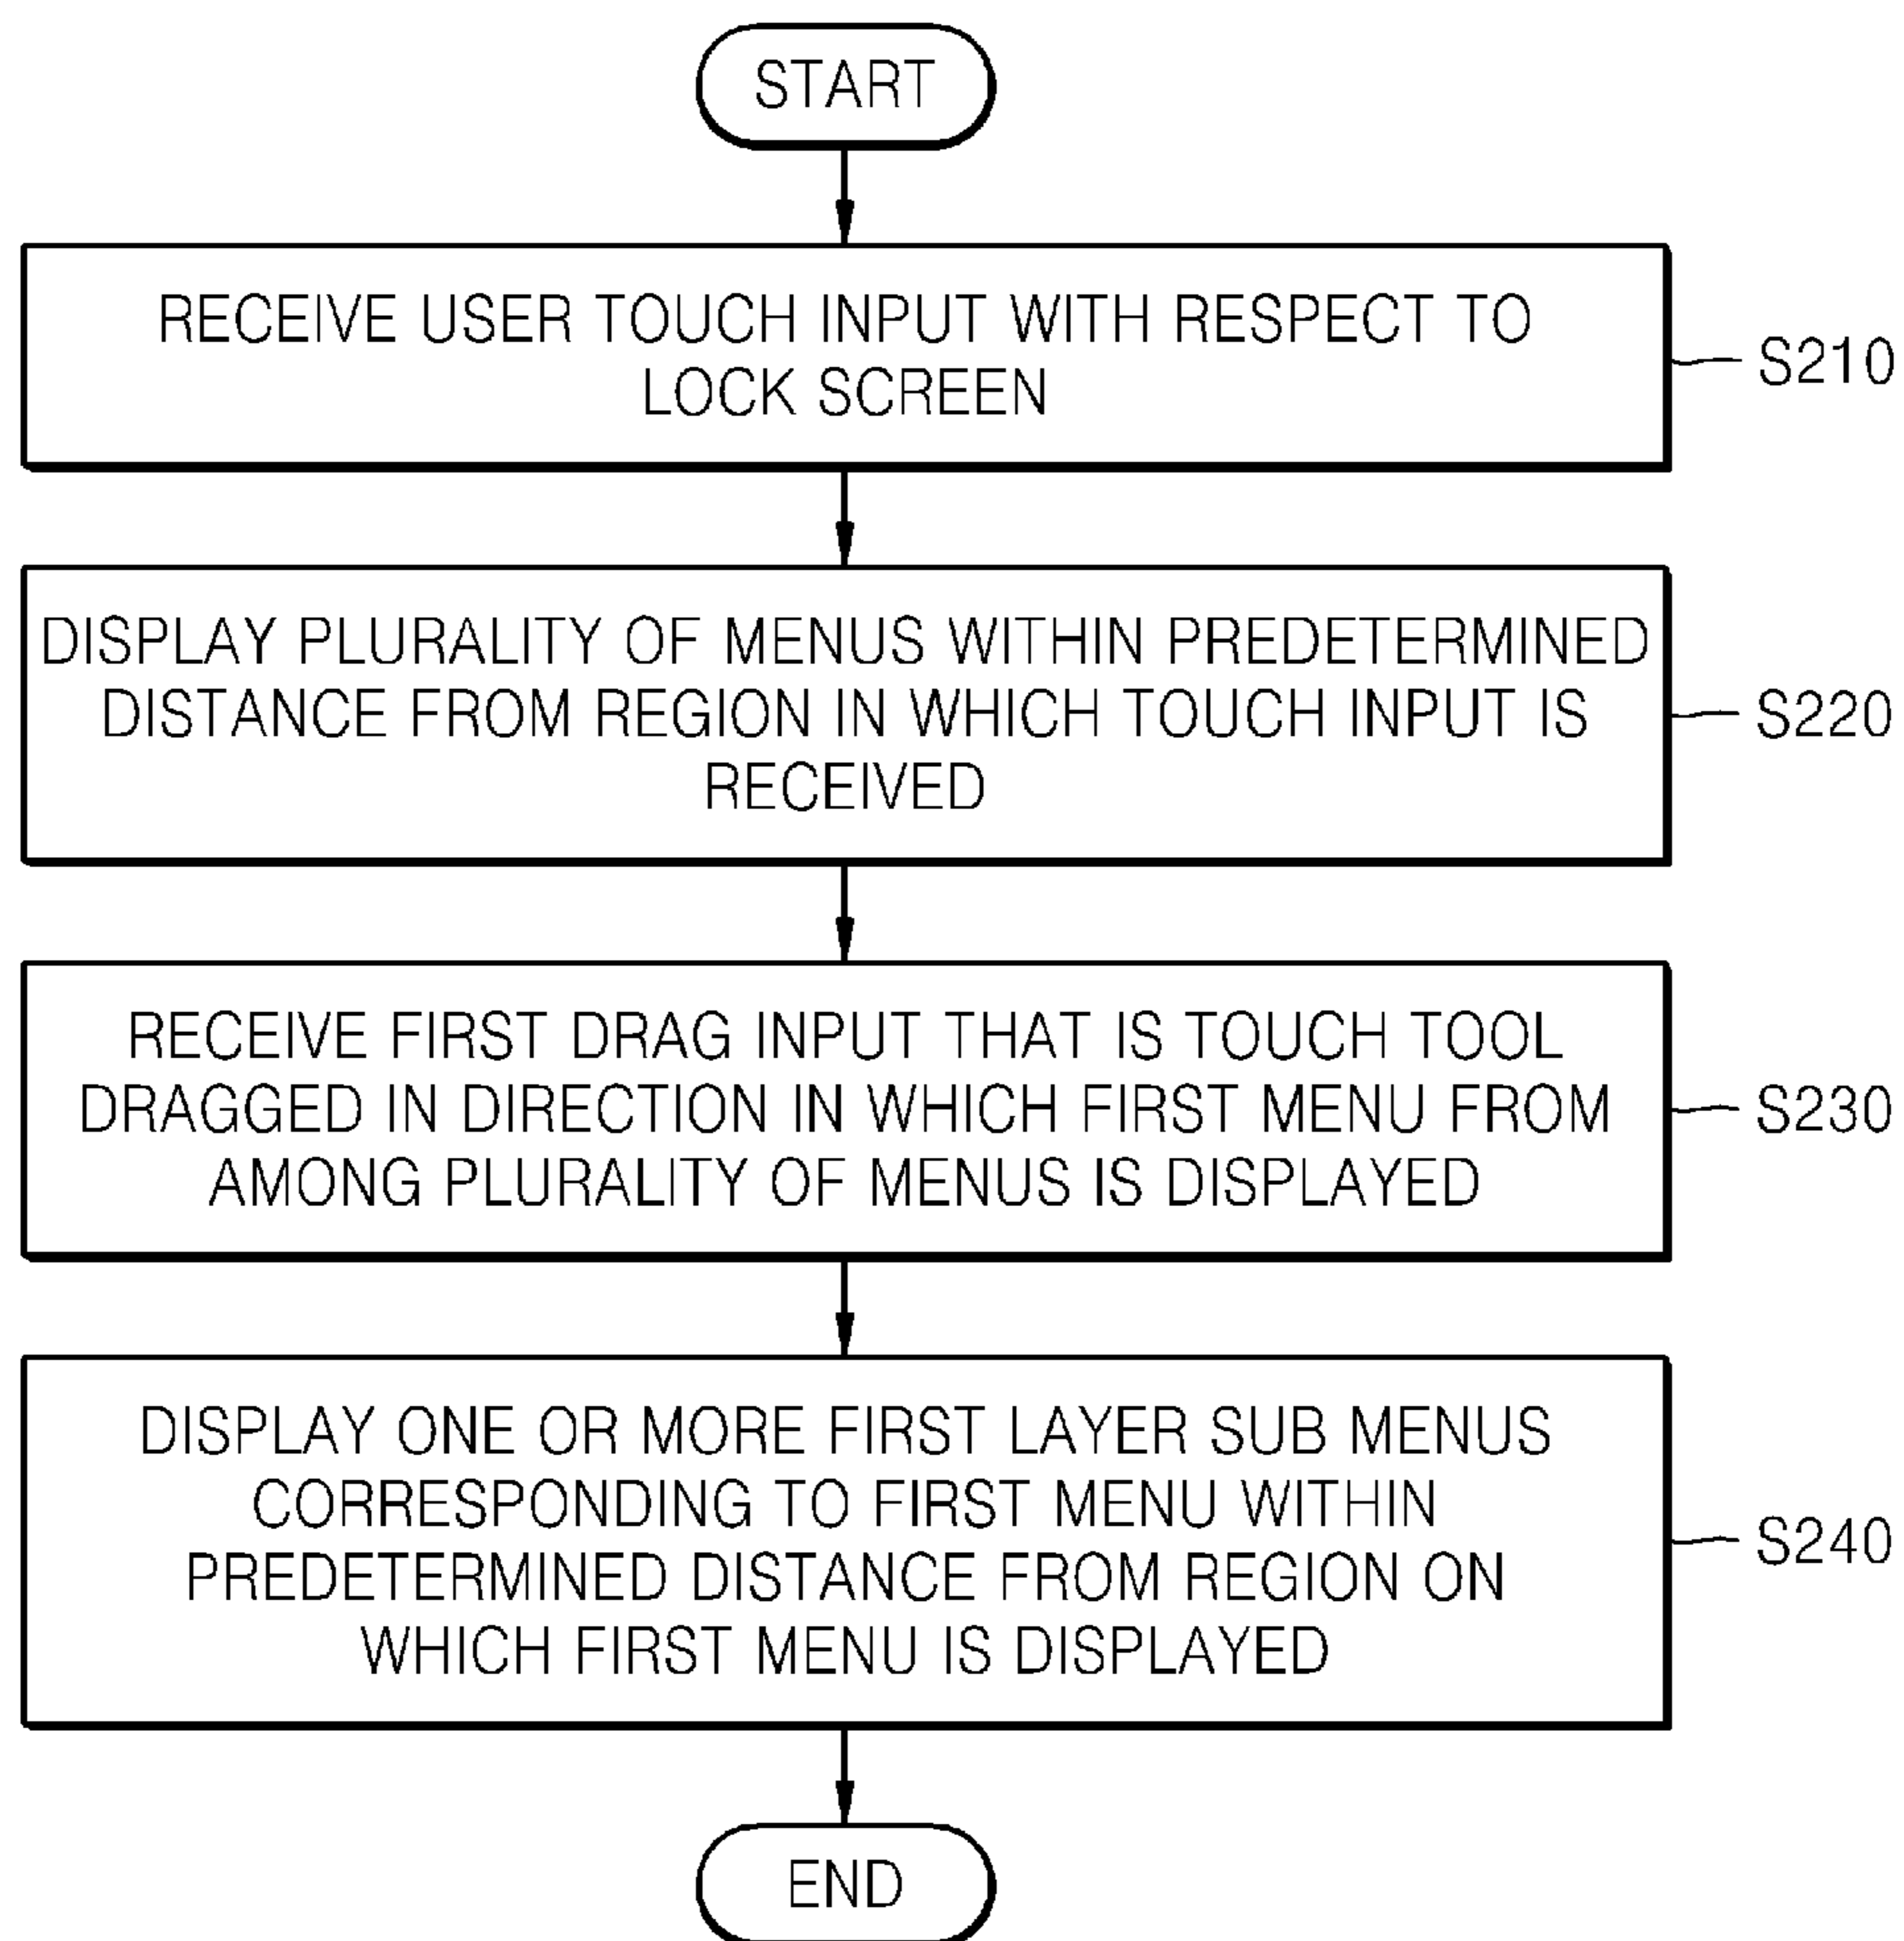 START
RECEIVE USER TOUCH INPUT WITH RESPECT TO
LOCK SCREEN
S210
DISPLAY PLURALITY OF MENUS WITHIN PREDETERMINED
DISTANCE FROM REGION IN WHICH TOUCH INPUT IS
RECEIVED
S220
RECEIVE FIRST DRAG INPUT THAT IS TOUCH TOOL
DRAGGED IN DIRECTION IN WHICH FIRST MENU FROM
AMONG PLURALITY OF MENUS IS DISPLAYED
S230
DISPLAY ONE OR MORE FIRST LAYER SUB MENUS
CORRESPONDING TO FIRST MENU WITHIN
PREDETERMINED DISTANCE FROM REGION ON
WHICH FIRST MENU IS DISPLAYED
S240
END